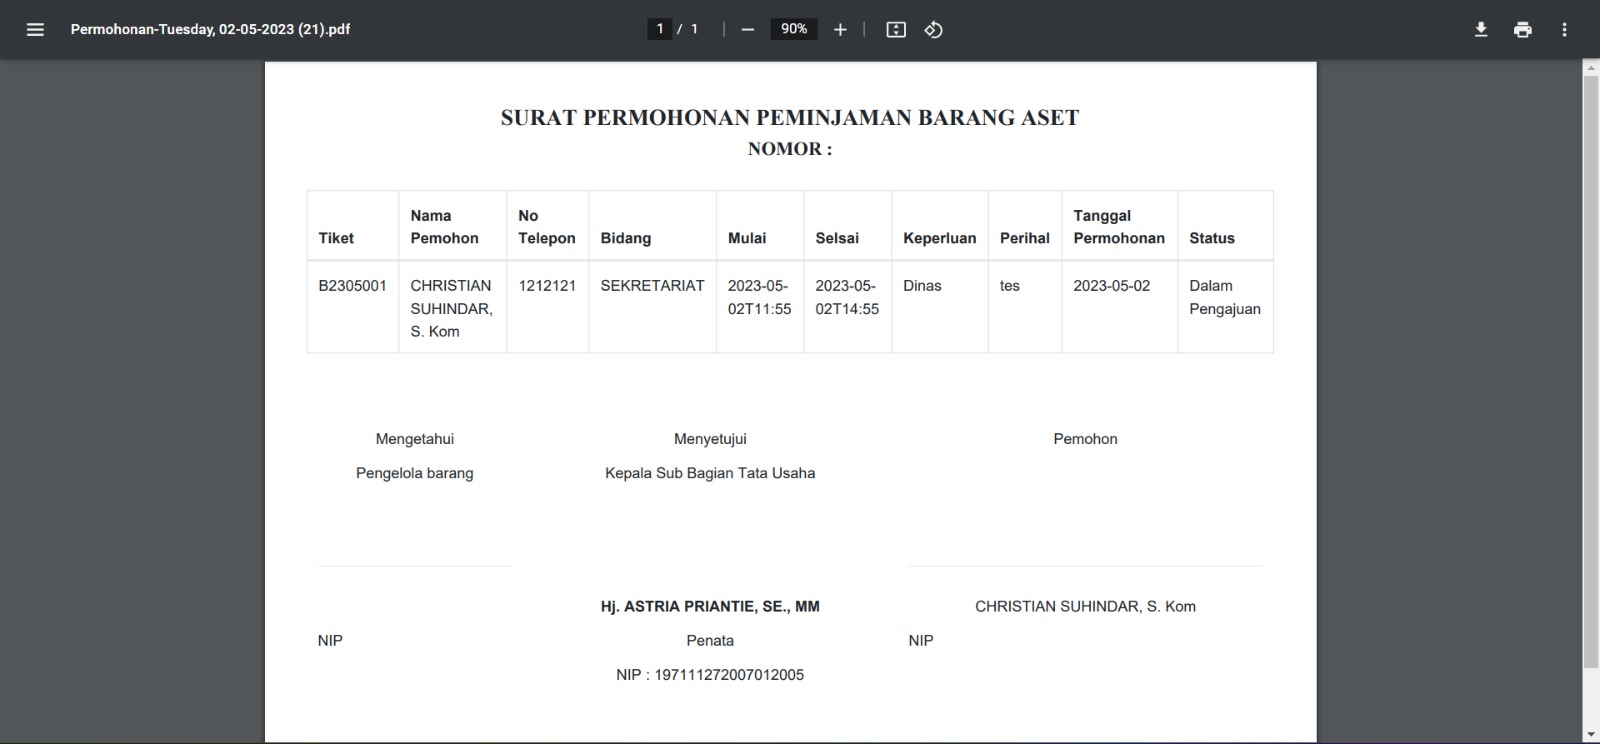 Permohonan-Tuesday, 02-05-2023 (21).pdf
1 / 1
90%
SURAT PERMOHONAN PEMINJAMAN BARANG ASET
NOMOR :
Tiket
Nama
Pemohon
No
Telepon
Bidang
Mulai
Selsai
Keperluan
Perihal
Tanggal
Permohonan
Status
B2305001
CHRISTIAN
SUHINDAR,
S. Kom
1212121
SEKRETARIAT
2023-05-
02T11:55
2023-05-
02T14:55
Dinas
tes
2023-05-02
Dalam
Pengajuan
Mengetahui
Pengelola barang
Menyetujui
Kepala Sub Bagian Tata Usaha
Pemohon
NIP
Hj. ASTRIA PRIANTIE, SE., MM
Penata
NIP : 197111272007012005
CHRISTIAN SUHINDAR, S. Kom
NIP